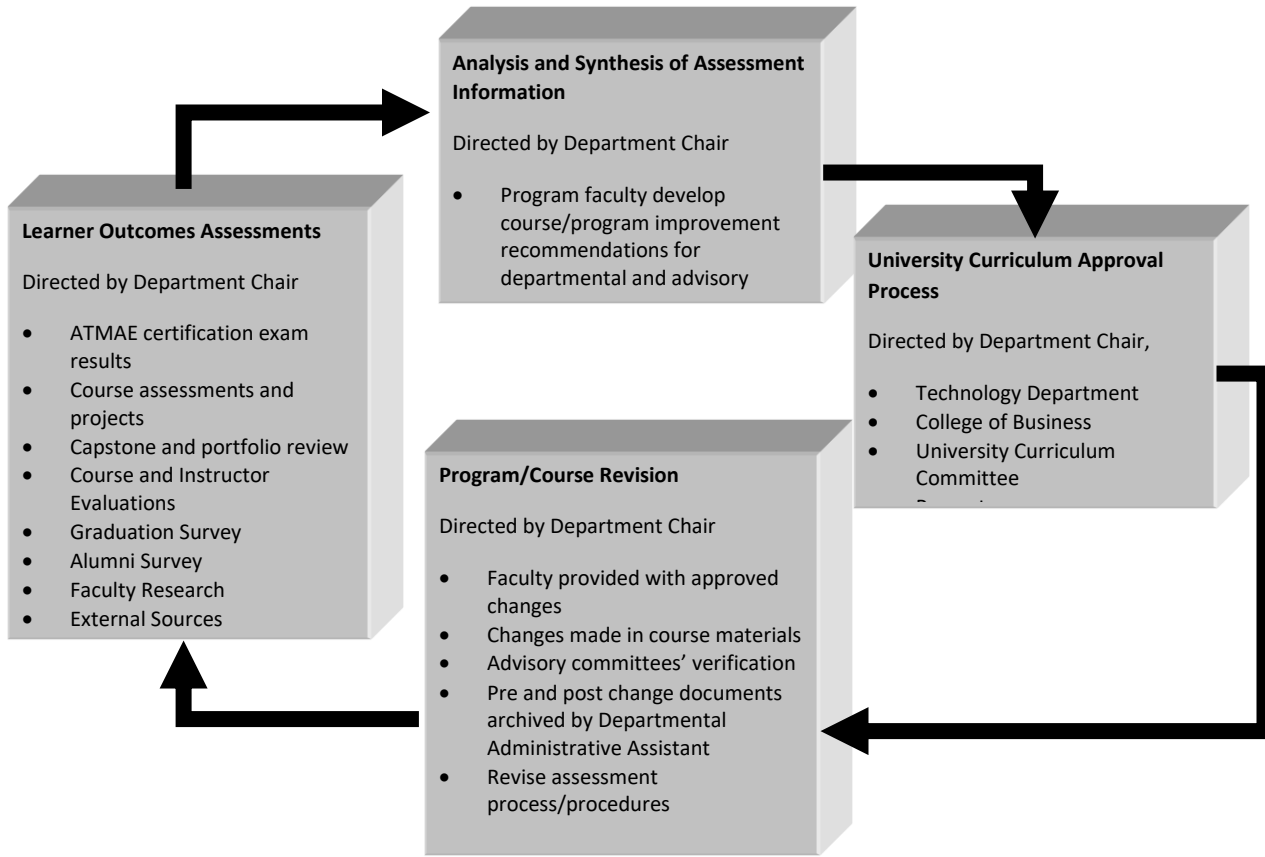 Analysis and Synthesis of Assessment
Information
Directed by Department Chair
• Program faculty develop
course/program improvement
recommendations for
departmental and advisory
Learner Outcomes Assessments
Directed by Department Chair
• ATMAE certification exam
results
• Course assessments and
projects
• Capstone and portfolio review
• Course and Instructor
Evaluations
• Graduation Survey
• Alumni Survey
• Faculty Research
• External Sources
University Curriculum Approval
Process
Directed by Department Chair,
• Technology Department
• College of Business
• University Curriculum
Committee
Program/Course Revision
Directed by Department Chair
• Faculty provided with approved
changes
• Changes made in course materials
• Advisory committees’ verification
• Pre and post change documents
archived by Departmental
Administrative Assistant
• Revise assessment
process/procedures